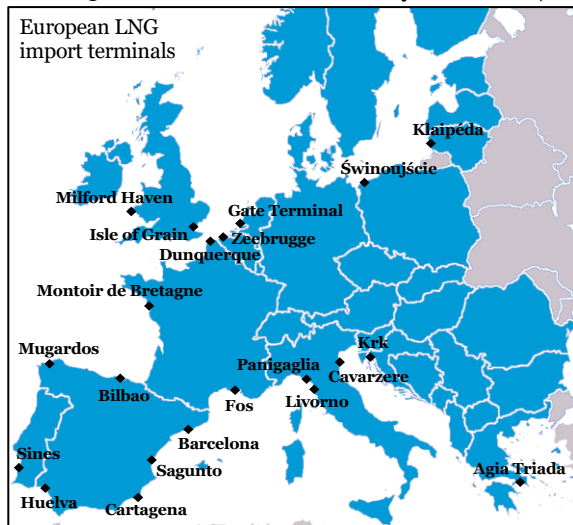 European LNG
import terminals
Klaipéda
Świnoujście
Milford Haven
Gate Terminal
Isle of Grain
Zeebrugge
Dunquerque
Montoir de Bretagne
Krk
Mugardos
Panigaglia
Cavarzere
Bilbao
Fos
Livorno
Barcelona
Sines
Sagunto
Agia Triada
Huelva
Cartagena